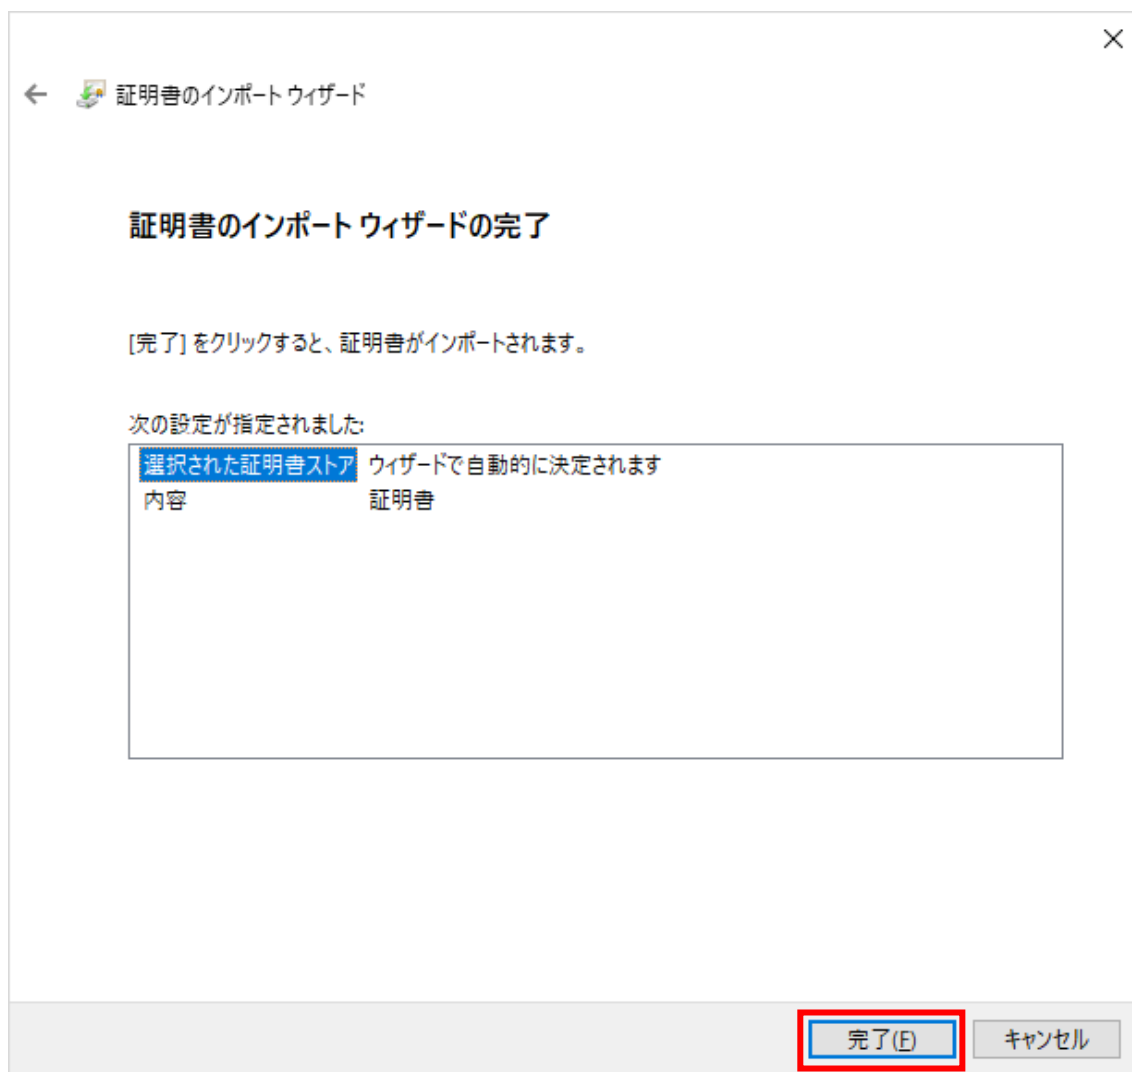 証明書のインポート ウィザード
証明書のインポート ウィザードの完了
[完了] をクリックすると、証明書がインポートされます。
次の設定が指定されました:
選択された証明書ストア ウィザードで自動的に決定されます
内容 証明書
完了(F) キャンセル